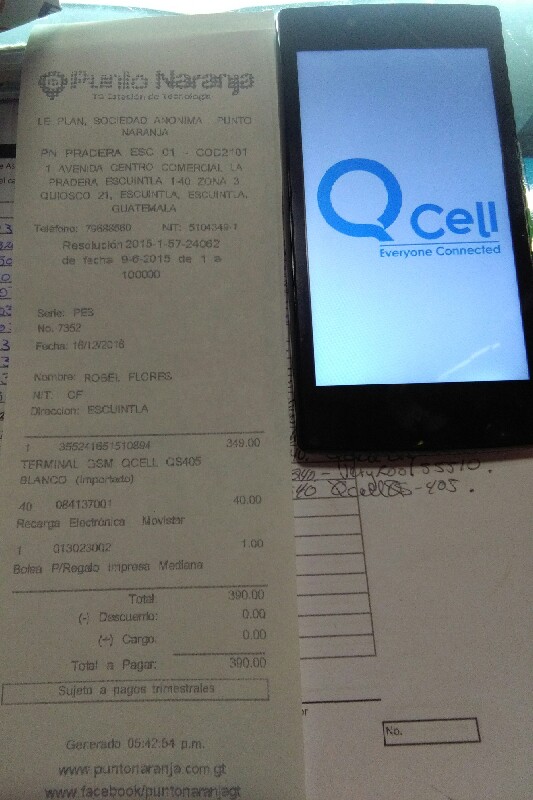 Punto Naranja
Tu Estación de Tecnología
LE PLAN, SOCIEDAD ANONIMA PUNTO
NARANJA
PN PRADERA ESC 01 - COD2*01
1 AVENIDA CENTRO COMERCIAL LA
PRADERA ESCUINTLA 1-40 ZONA 3
QUIOSCO 21, ESCUINTLA, ESCUINTLA,
GUATEMALA
Telefono: 79688660 NIT: 5104349-1
Resolución 2015-1-57-24062
de fecha 9-6-2015 de 1 a
100000
Serie: PES
No. 7352
Fecha: 16/12/2016
Nombre: ROGEL FLORES
NIT: CF
Direccion: ESCUINTLA
1 355241651510894 349.00
TERMINAL GSM QCELL QS405
BLANCO (Importado)
40 084137001 40.00
Recarga Electrónica Movistar
1 013023002 1.00
Bolsa P/Regalo Impresa Mediana
Total: 390.00
(-) Descuento: 0.00
(+) Cargo: 0.00
Total a Pagar: 390.00
Sujeto a pagos trimestrales
Generado 05:42:54 p.m.
www.puntonaranja.com.gt
www.facebook/puntonaranjagt
Q Cell
Everyone Connected
40 Qcell QS-405.
No.